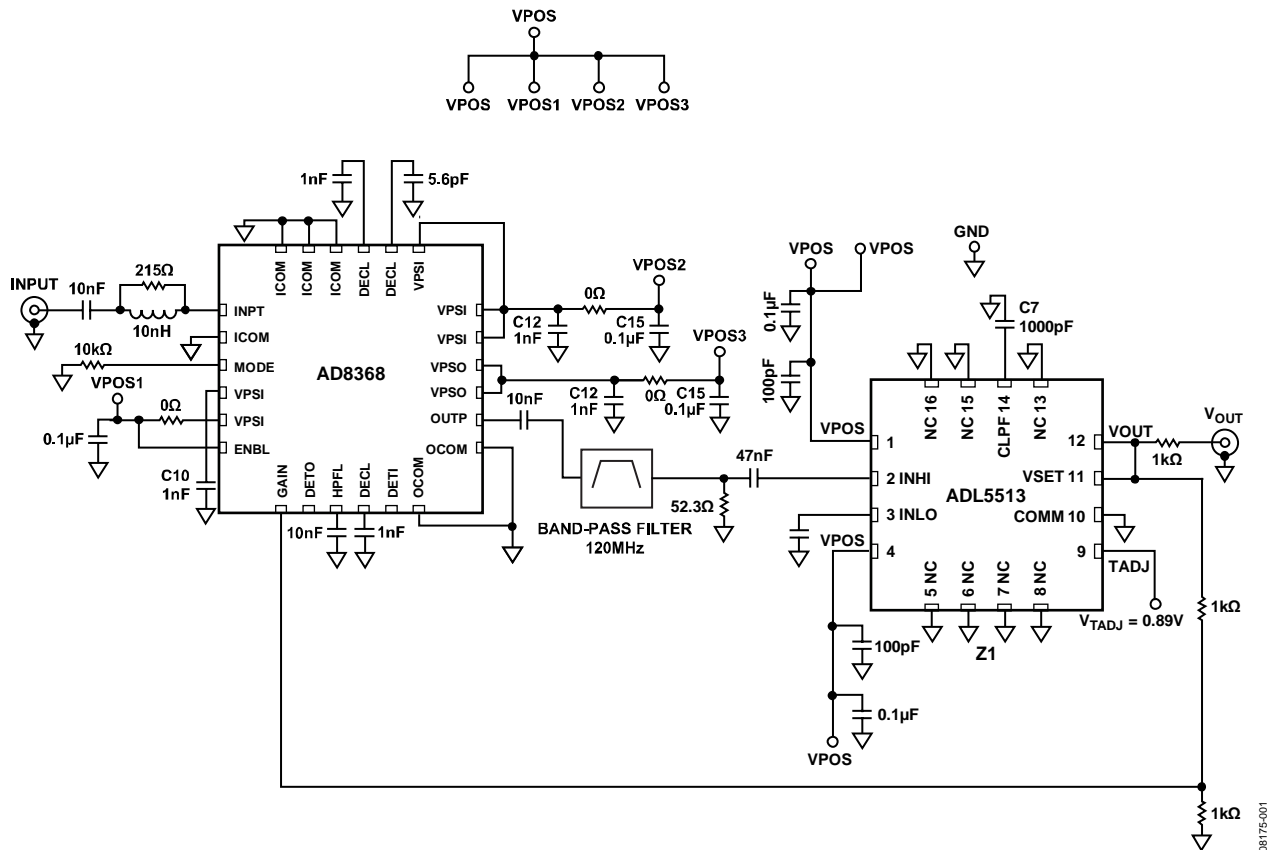 VPOS
VPOS VPOS1 VPOS2 VPOS3
1nF
5.6pF
ICOM
ICOM
ICOM
DECL
DECL
VPSI
INPUT
10nF
215Ω
10nH
INPT
ICOM
10kΩ
MODE
VPOS1
VPSI
0Ω
VPSI
0.1µF
ENBL
C10
1nF
AD8368
VPSI
VPSI
VPSO
VPSO
OUTP
OCOM
GAIN
DETO
HPFL
DECL
DETI
OCOM
10nF
1nF
C12
1nF
0Ω
VPOS2
C15
0.1µF
VPOS3
C12
1nF
0Ω
C15
0.1µF
10nF
BAND-PASS FILTER
120MHz
52.3Ω
47nF
VPOS
VPOS
0.1µF
100pF
GND
C7
1000pF
NC 16
NC 15
CLPF 14
NC 13
VPOS
1
2 INHI
3 INLO
VPOS
4
ADL5513
12
VOUT
VSET 11
COMM 10
9
TADJ
5 NC
6 NC
7 NC
8 NC
Z1
VOUT
1kΩ
VTADJ = 0.89V
1kΩ
100pF
0.1µF
VPOS
1kΩ
08175-001